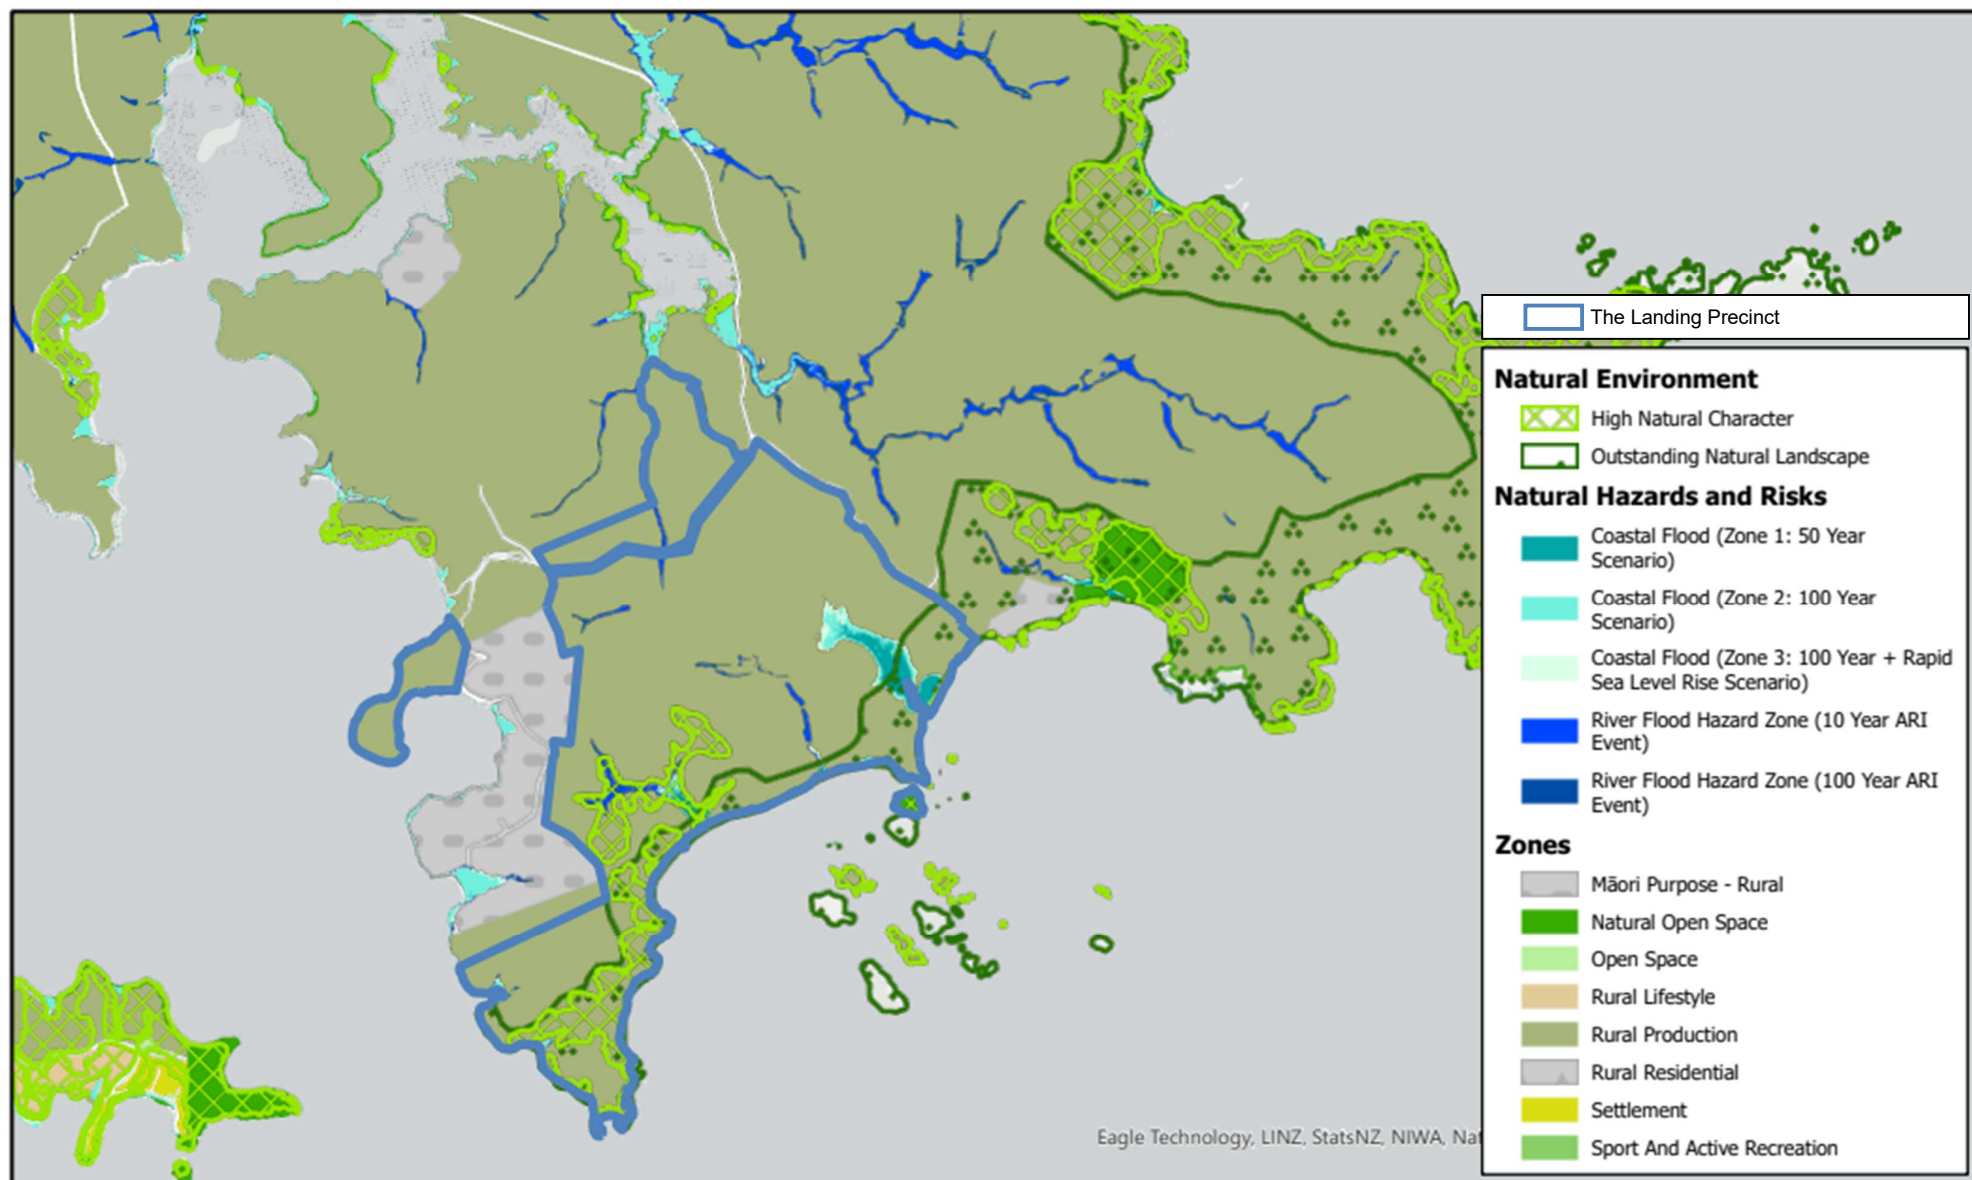 The Landing Precinct
Natural Environment
High Natural Character
Outstanding Natural Landscape
Natural Hazards and Risks
Coastal Flood (Zone 1: 50 Year
Scenario)
Coastal Flood (Zone 2: 100 Year
Scenario)
Coastal Flood (Zone 3: 100 Year + Rapid
Sea Level Rise Scenario)
River Flood Hazard Zone (10 Year ARI
Event)
River Flood Hazard Zone (100 Year ARI
Event)
Zones
Māori Purpose - Rural
Natural Open Space
Open Space
Rural Lifestyle
Rural Production
Rural Residential
Settlement
Sport And Active Recreation
Eagle Technology, LINZ, StatsNZ, NIWA,